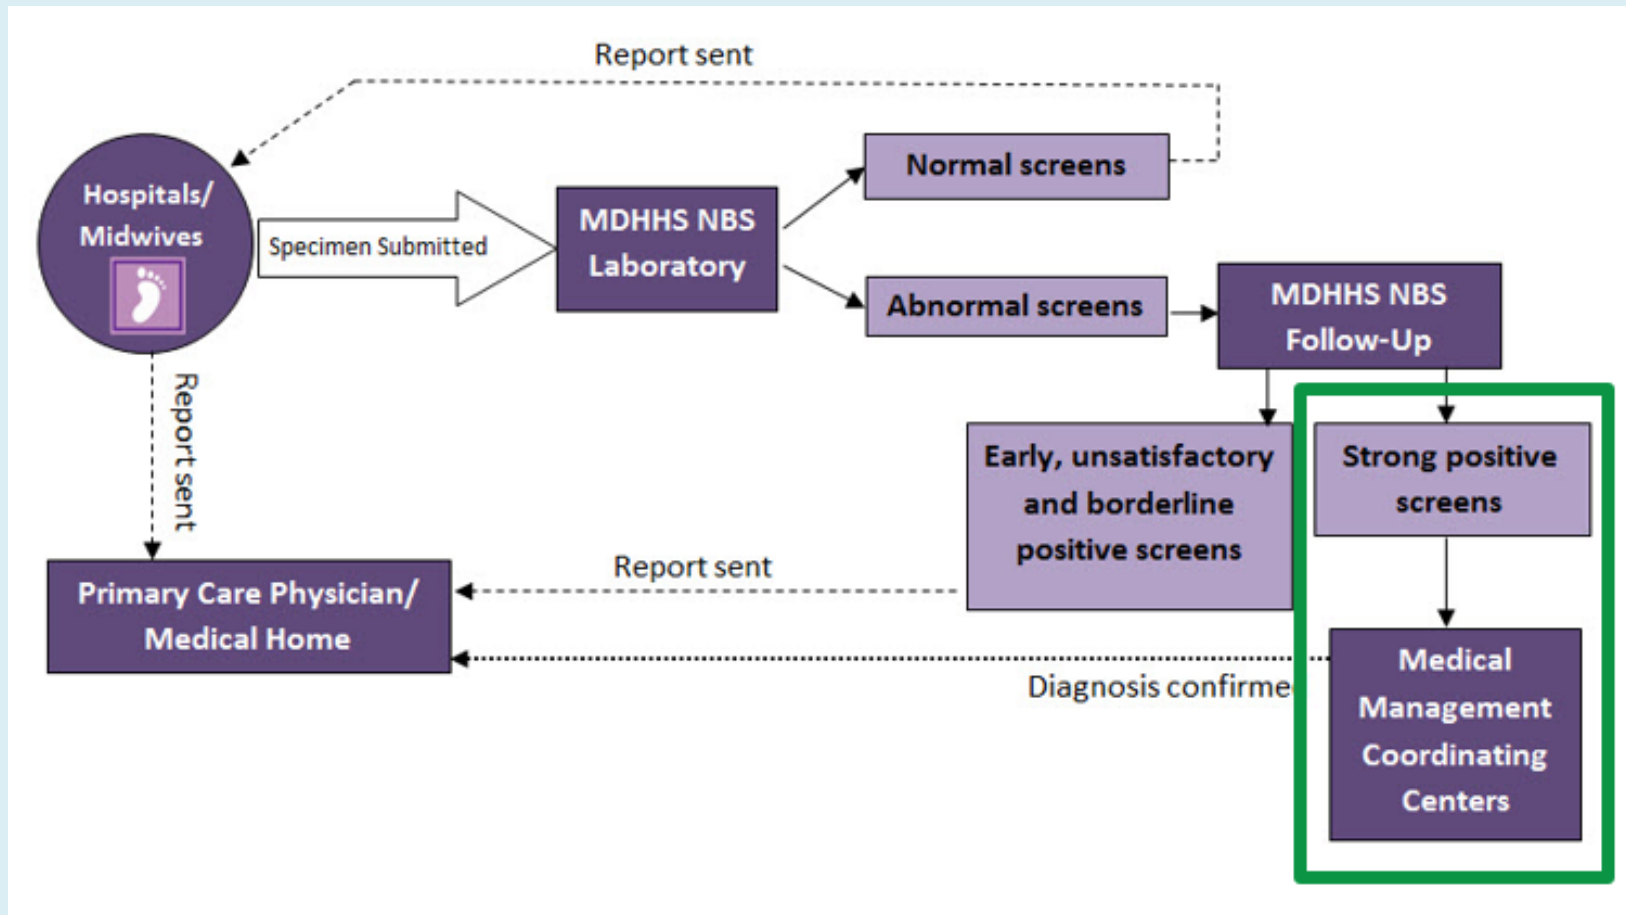 Report sent
Hospitals/
Midwives
Specimen Submitted
MDHHS NBS
Laboratory
Normal screens
Abnormal screens
MDHHS NBS
Follow-Up
Report sent
Early, unsatisfactory
and borderline
positive screens
Strong positive
screens
Report sent
Primary Care Physician/
Medical Home
Diagnosis confirme
Medical
Management
Coordinating
Centers